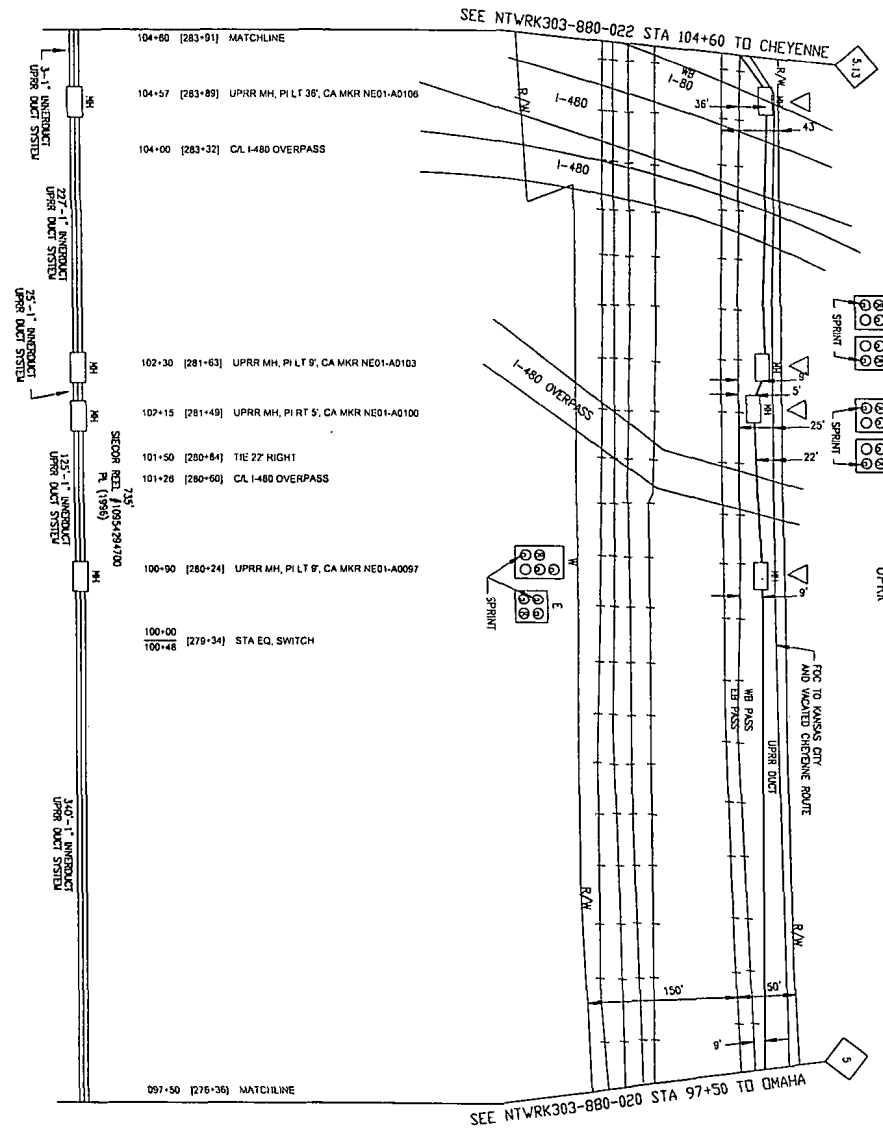 SEE NTWRK303-880-022 STA 104+60 TO CHEYENNE
5.13
104+60 [283+91] MATCHLINE
3-1" INNERDUCT
UPRR DUCT SYSTEM
MH
104+57 [283+89] UPRR MH, PI LT 36', CA MKR NE01-A0106
104+00 [283+32] C/L I-480 OVERPASS
227'-1" INNERDUCT
UPRR DUCT SYSTEM
25'-1" INNERDUCT
UPRR DUCT SYSTEM
MH
102+30 [281+63] UPRR MH, PI LT 9', CA MKR NE01-A0103
MH
102+15 [281+49] UPRR MH, PI RT 5', CA MKR NE01-A0100
101+50 [280+84] TIE 22' RIGHT
101+26 [280+60] C/L I-480 OVERPASS
125'-1" INNERDUCT
UPRR DUCT SYSTEM
735'
SIECOR REEL #10954294700
PL (1996)
MH
100+90 [280+24] UPRR MH, PI LT 9', CA MKR NE01-A0097
100+00
100+48 [279+34] STA EQ, SWITCH
340'-1" INNERDUCT
UPRR DUCT SYSTEM
097+50 [276+36] MATCHLINE
R/W
I-480
I-480
WB
I-80
R/W
36'
MH
43'
I-480 OVERPASS
MH
9'
5'
MH
25'
22'
MH
9'
SPRINT
SPRINT
W
E
SPRINT
UPRR
FOC TO KANSAS CITY
AND VACATED CHEYENNE ROUTE
WB PASS
EB PASS
UPRR DUCT
R/W
R/W
150'
50'
9'
5
SEE NTWRK303-880-020 STA 97+50 TO OMAHA